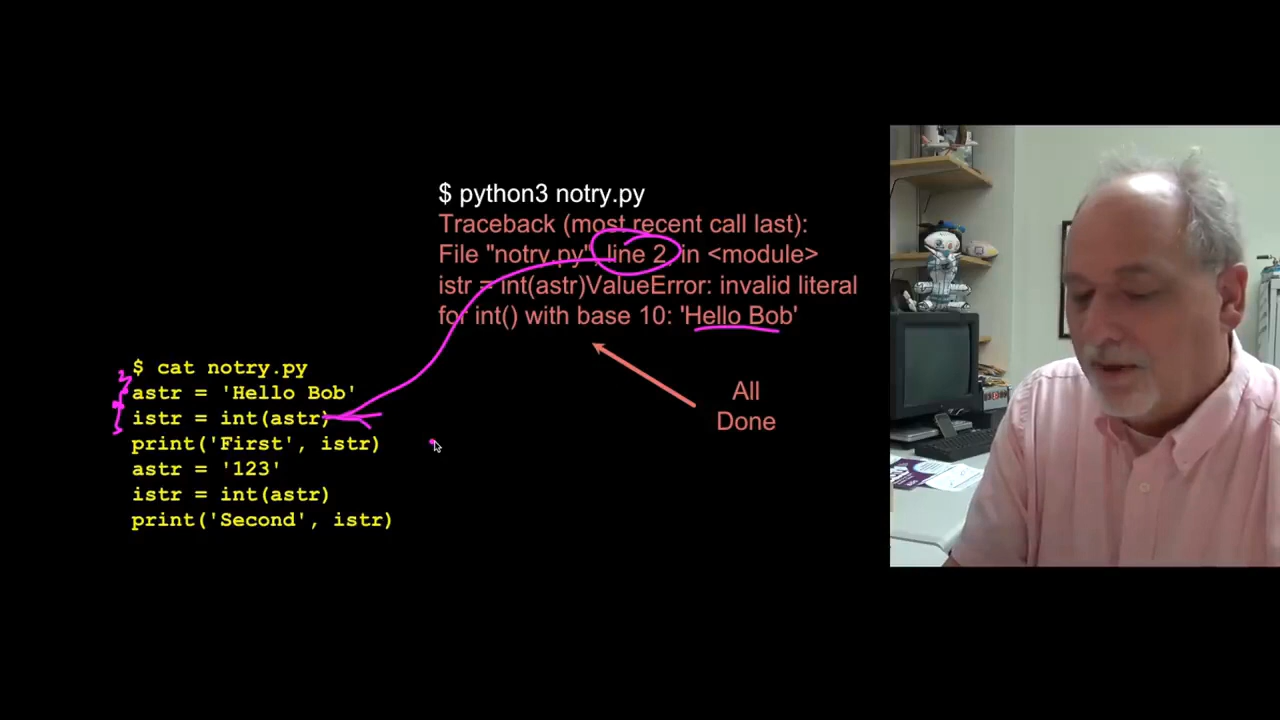 $ python3 notry.py
Traceback (most recent call last):
File "notry.py", line 2, in <module>
istr = int(astr)ValueError: invalid literal
for int() with base 10: 'Hello Bob'
$ cat notry.py
astr = 'Hello Bob'
istr = int(astr)
print('First', istr)
astr = '123'
istr = int(astr)
print('Second', istr)
All
Done